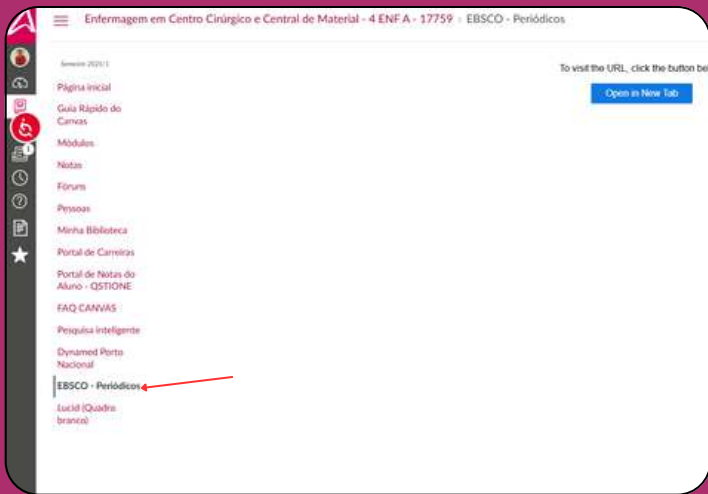 Enfermagem em Centro Cirúrgico e Central de Material - 4 ENF A - 17759 › EBSCO - Periódicos
Semestre 2025/1
To visit the URL, click the button be
Open in New Tab
Página inicial
Guia Rápido do
Canvas
Módulos
Notas
Fóruns
Pessoas
Minha Biblioteca
Portal de Carreiras
Portal de Notas do
Aluno - QSTIONE
FAQ CANVAS
Pesquisa inteligente
Dynamed Porto
Nacional
EBSCO - Periódicos
Lucid (Quadro
branco)
1